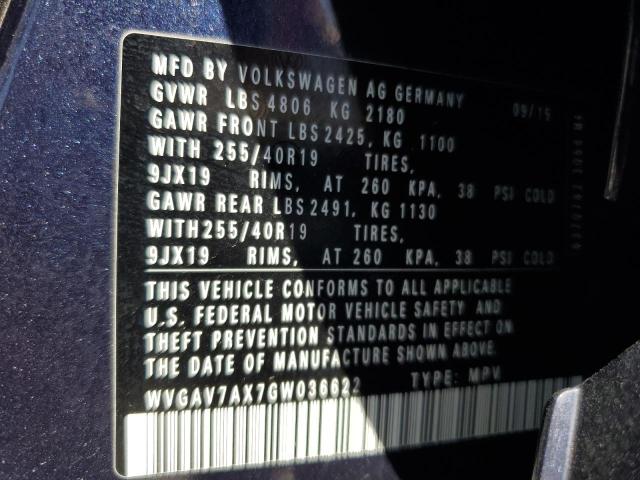 MFD BY VOLKSWAGEN AG GERMANY
GVWR LBS 4806 KG 2180 09/15
GAWR FRONT LBS 2425, KG 1100
WITH 255/40R19 TIRES,
9JX19 RIMS, AT 260 KPA, 38 PSI COLD
GAWR REAR LBS 2491, KG 1130
WITH255/40R19 TIRES,
9JX19 RIMS, AT 260 KPA, 38 PSI COLD
THIS VEHICLE CONFORMS TO ALL APPLICABLE
U.S. FEDERAL MOTOR VEHICLE SAFETY AND
THEFT PREVENTION STANDARDS IN EFFECT ON
THE DATE OF MANUFACTURE SHOWN ABOVE.
WVGAV7AX7GW036622 TYPE: MPV